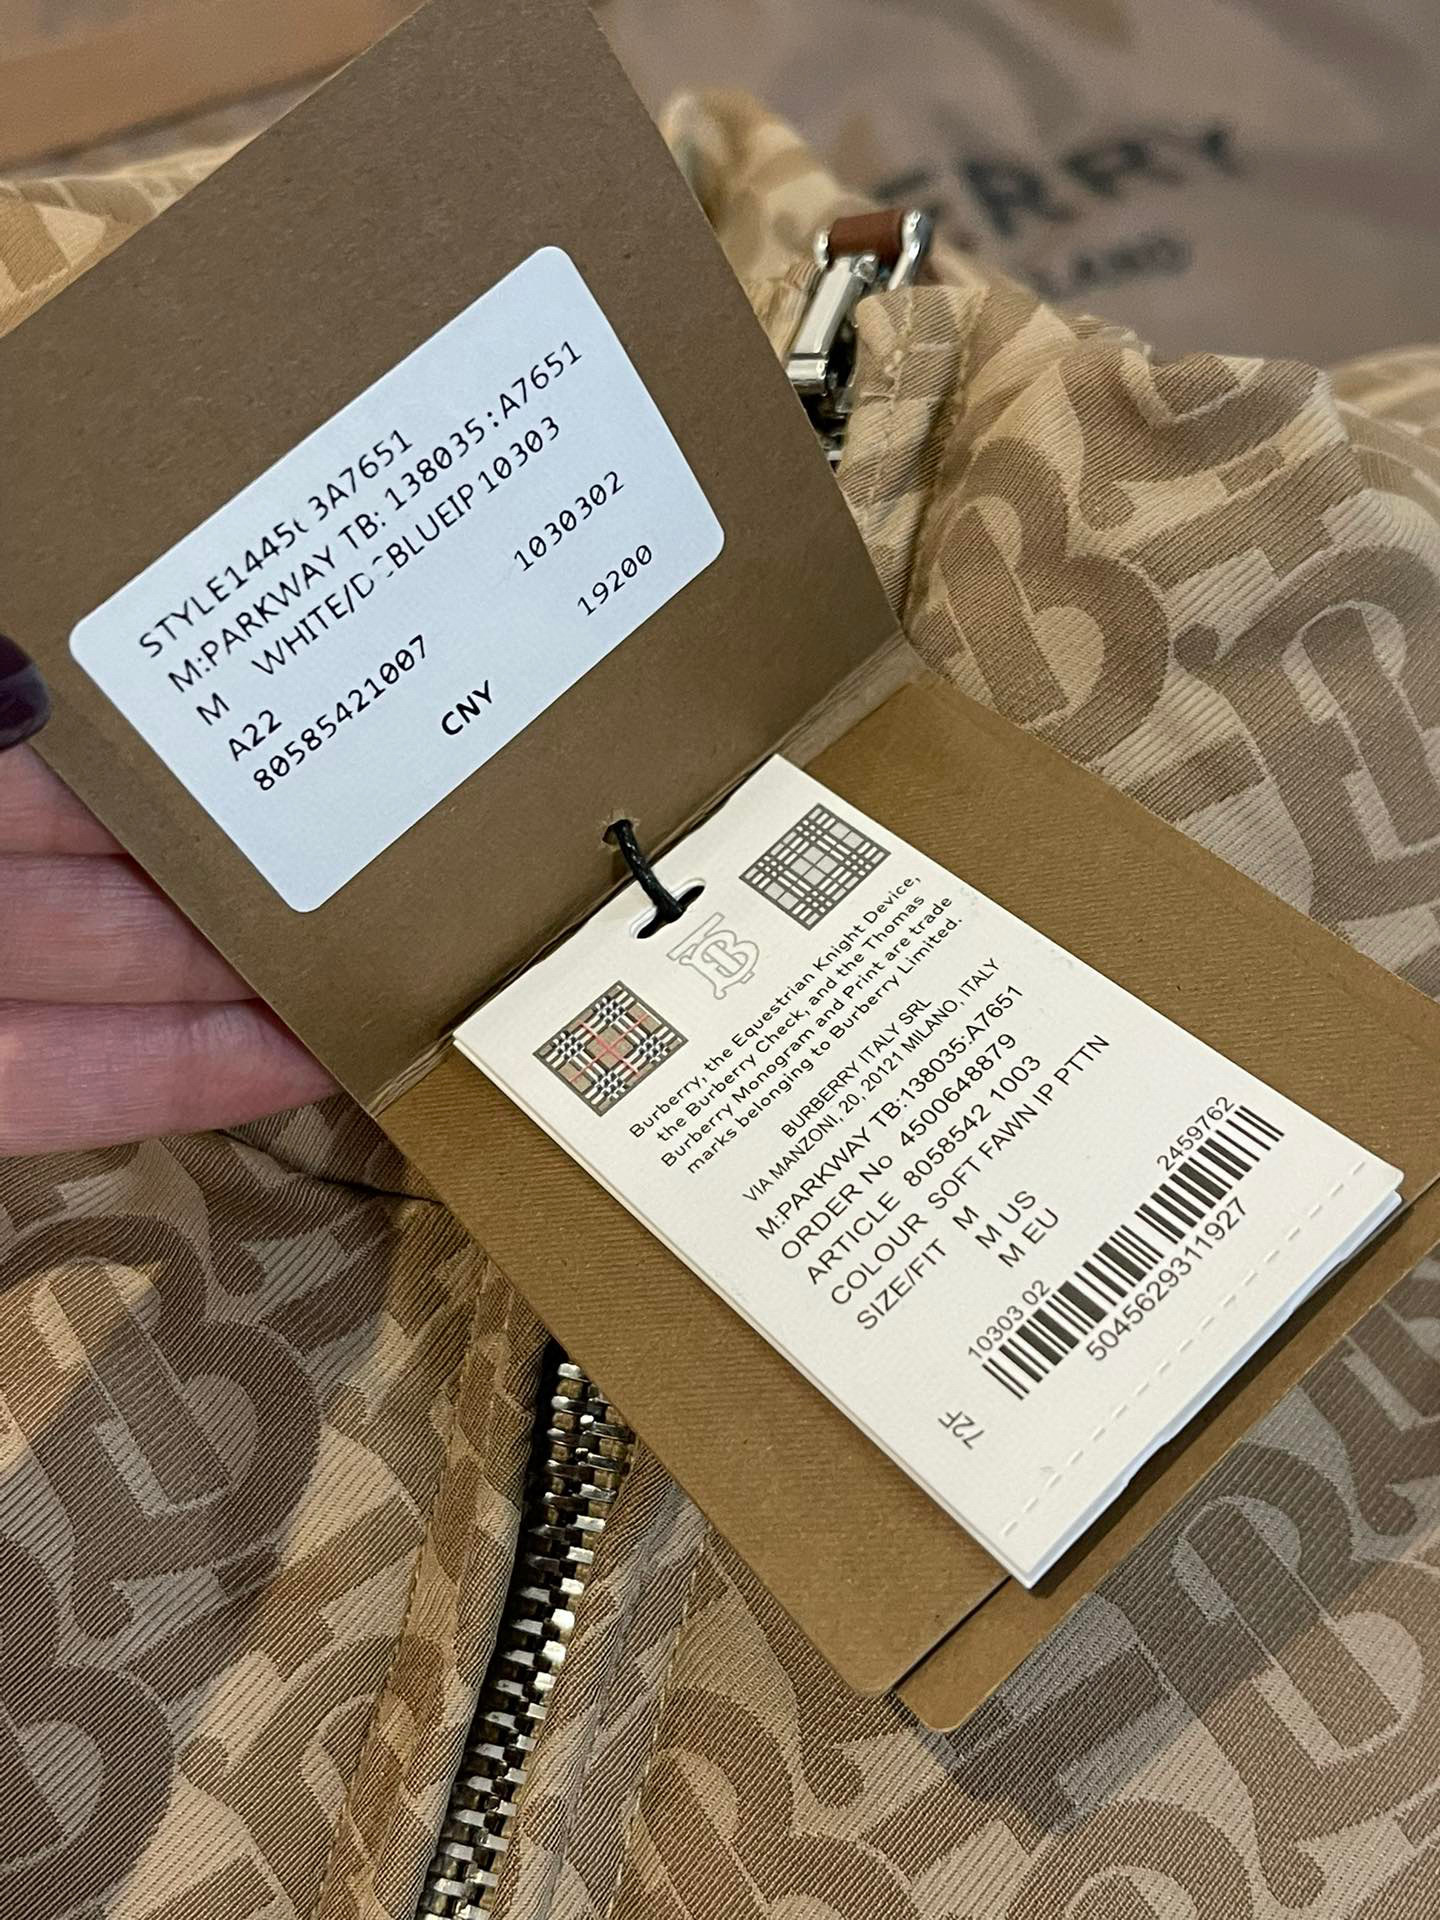 ERRY
STYLE1445( 3A7651
M:PARKWAY TB: 138035:A7651
M WHITE/D BLUEIP10303
A22 1030302
80585421007 19200
CNY
TB
Burberry, the Equestrian Knight Device,
the Burberry Check, and the Thomas
Burberry Monogram and Print are trade
marks belonging to Burberry Limited.
BURBERRY ITALY SRL
VIA MANZONI, 20, 20121 MILANO, ITALY
M:PARKWAY TB:138035:A7651
ORDER No 4500648879
ARTICLE 8058542 1003
COLOUR SOFT FAWN IP PTTN
SIZE/FIT M
M US
M EU
10303 02 2459762
5045629311927
72F